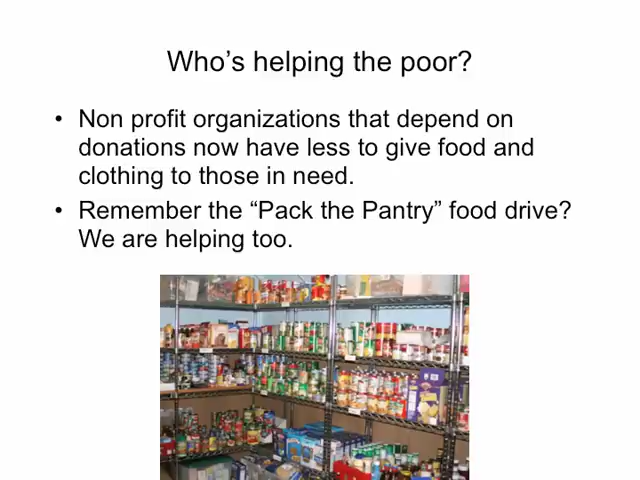 Who's helping the poor?
• Non profit organizations that depend on
donations now have less to give food and
clothing to those in need.
• Remember the “Pack the Pantry” food drive?
We are helping too.